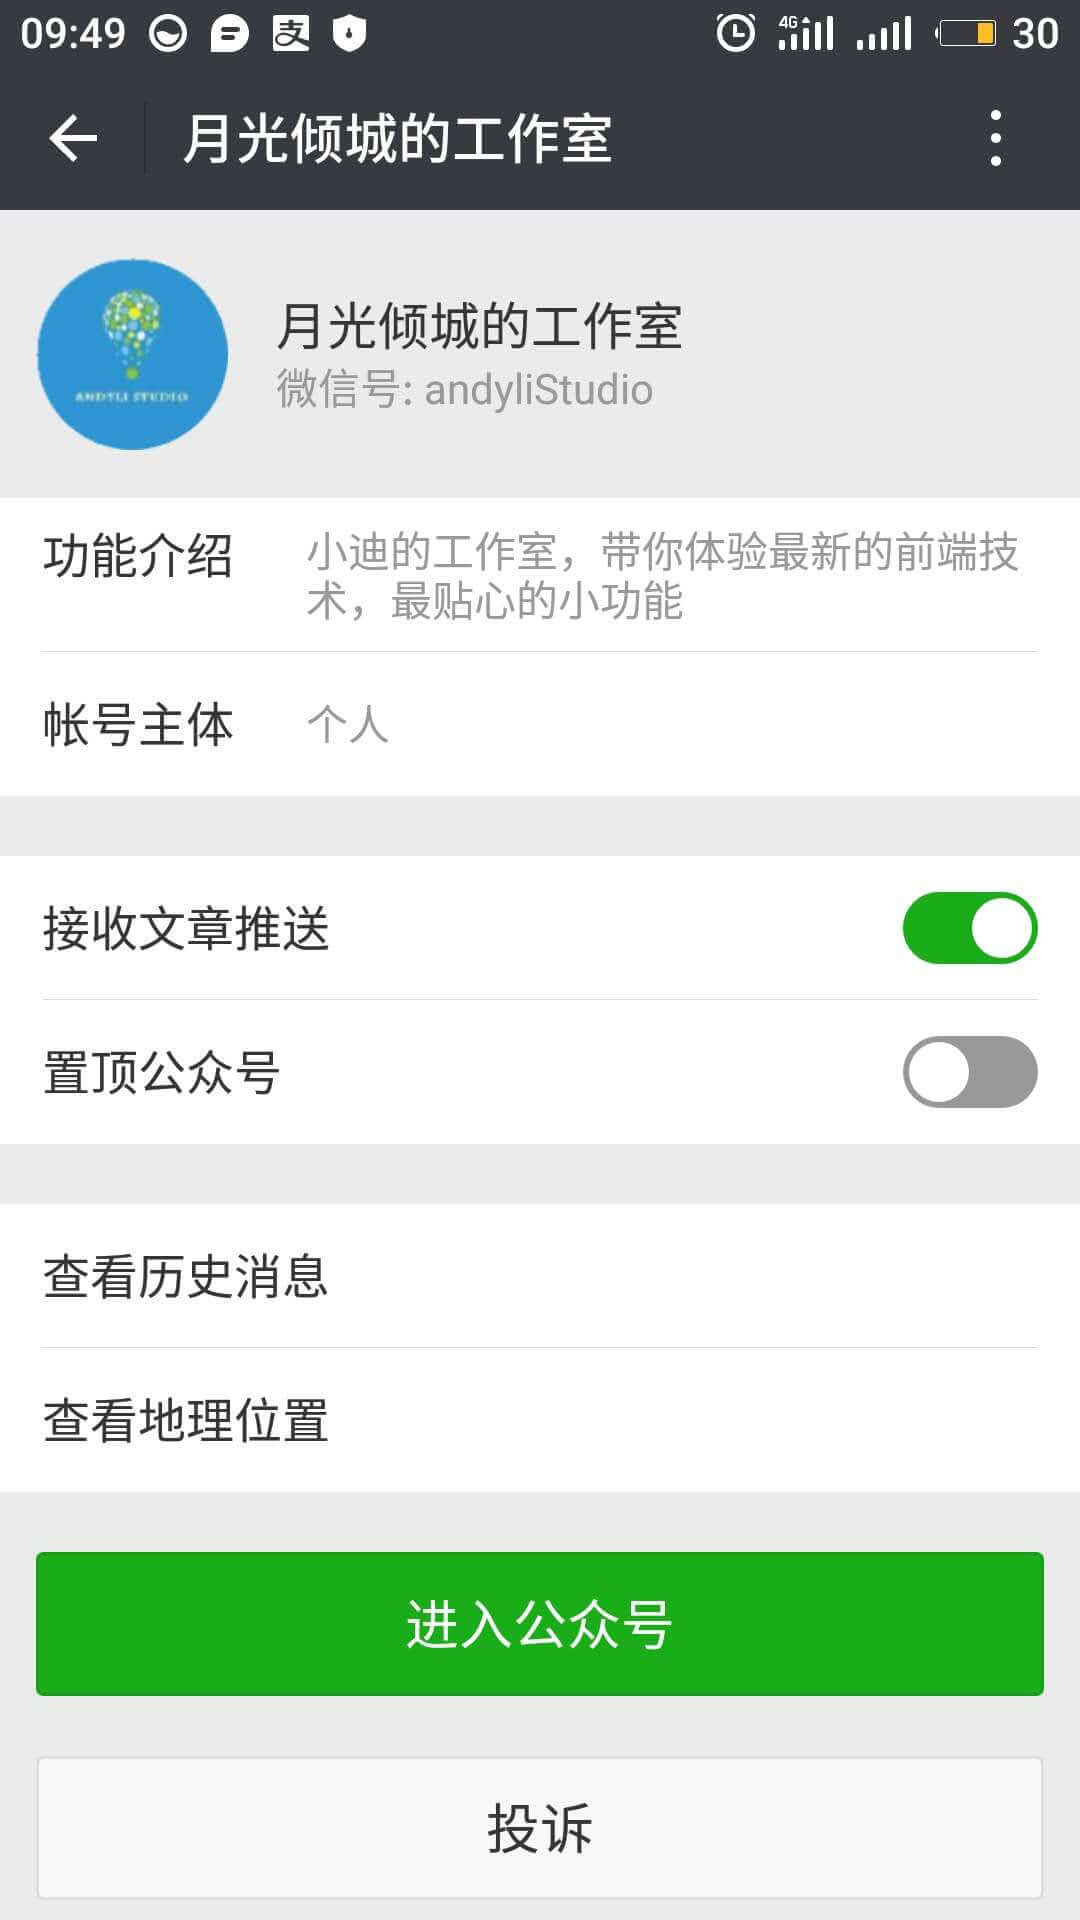 09:49
支
4G
30
月光倾城的工作室
ANDYLI STUDIO
月光倾城的工作室
微信号: andyliStudio
功能介绍
小迪的工作室，带你体验最新的前端技
术，最贴心的小功能
帐号主体
个人
接收文章推送
置顶公众号
查看历史消息
查看地理位置
进入公众号
投诉